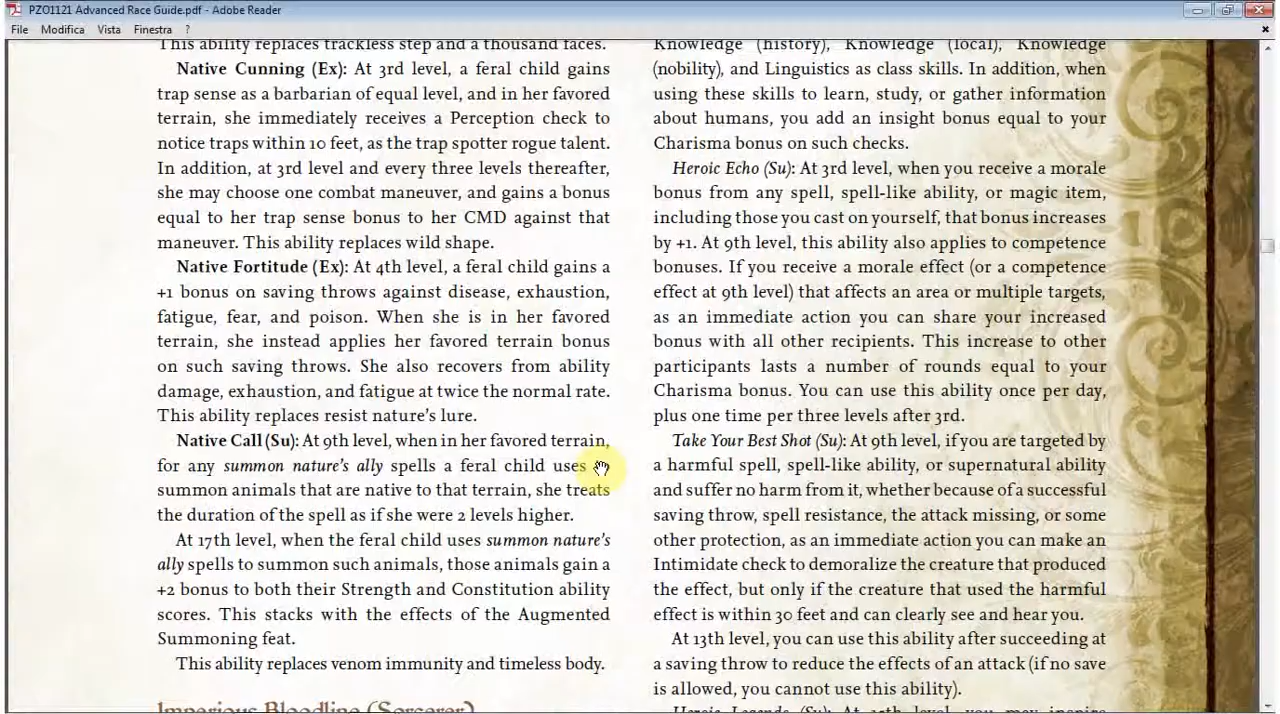 PZO1121 Advanced Race Guide.pdf - Adobe Reader
File Modifica Vista Finestra ?
This ability replaces trackless step and a thousand faces.
Native Cunning (Ex): At 3rd level, a feral child gains
trap sense as a barbarian of equal level, and in her favored
terrain, she immediately receives a Perception check to
notice traps within 10 feet, as the trap spotter rogue talent.
In addition, at 3rd level and every three levels thereafter,
she may choose one combat maneuver, and gains a bonus
equal to her trap sense bonus to her CMD against that
maneuver. This ability replaces wild shape.
Native Fortitude (Ex): At 4th level, a feral child gains a
+1 bonus on saving throws against disease, exhaustion,
fatigue, fear, and poison. When she is in her favored
terrain, she instead applies her favored terrain bonus
on such saving throws. She also recovers from ability
damage, exhaustion, and fatigue at twice the normal rate.
This ability replaces resist nature's lure.
Native Call (Su): At 9th level, when in her favored terrain,
for any summon nature's ally spells a feral child uses
summon animals that are native to that terrain, she treats
the duration of the spell as if she were 2 levels higher.
At 17th level, when the feral child uses summon nature's
ally spells to summon such animals, those animals gain a
+2 bonus to both their Strength and Constitution ability
scores. This stacks with the effects of the Augmented
Summoning feat.
This ability replaces venom immunity and timeless body.
Imperious Bloodline (Sorcerer)
Knowledge (history), Knowledge (local), Knowledge
(nobility), and Linguistics as class skills. In addition, when
using these skills to learn, study, or gather information
about humans, you add an insight bonus equal to your
Charisma bonus on such checks.
Heroic Echo (Su): At 3rd level, when you receive a morale
bonus from any spell, spell-like ability, or magic item,
including those you cast on yourself, that bonus increases
by +1. At 9th level, this ability also applies to competence
bonuses. If you receive a morale effect (or a competence
effect at 9th level) that affects an area or multiple targets,
as an immediate action you can share your increased
bonus with all other recipients. This increase to other
participants lasts a number of rounds equal to your
Charisma bonus. You can use this ability once per day,
plus one time per three levels after 3rd.
Take Your Best Shot (Su): At 9th level, if you are targeted by
a harmful spell, spell-like ability, or supernatural ability
and suffer no harm from it, whether because of a successful
saving throw, spell resistance, the attack missing, or some
other protection, as an immediate action you can make an
Intimidate check to demoralize the creature that produced
the effect, but only if the creature that used the harmful
effect is within 30 feet and can clearly see and hear you.
At 13th level, you can use this ability after succeeding at
a saving throw to reduce the effects of an attack (if no save
is allowed, you cannot use this ability).
Heroic Legends (Su): At 15th level, you may inspire